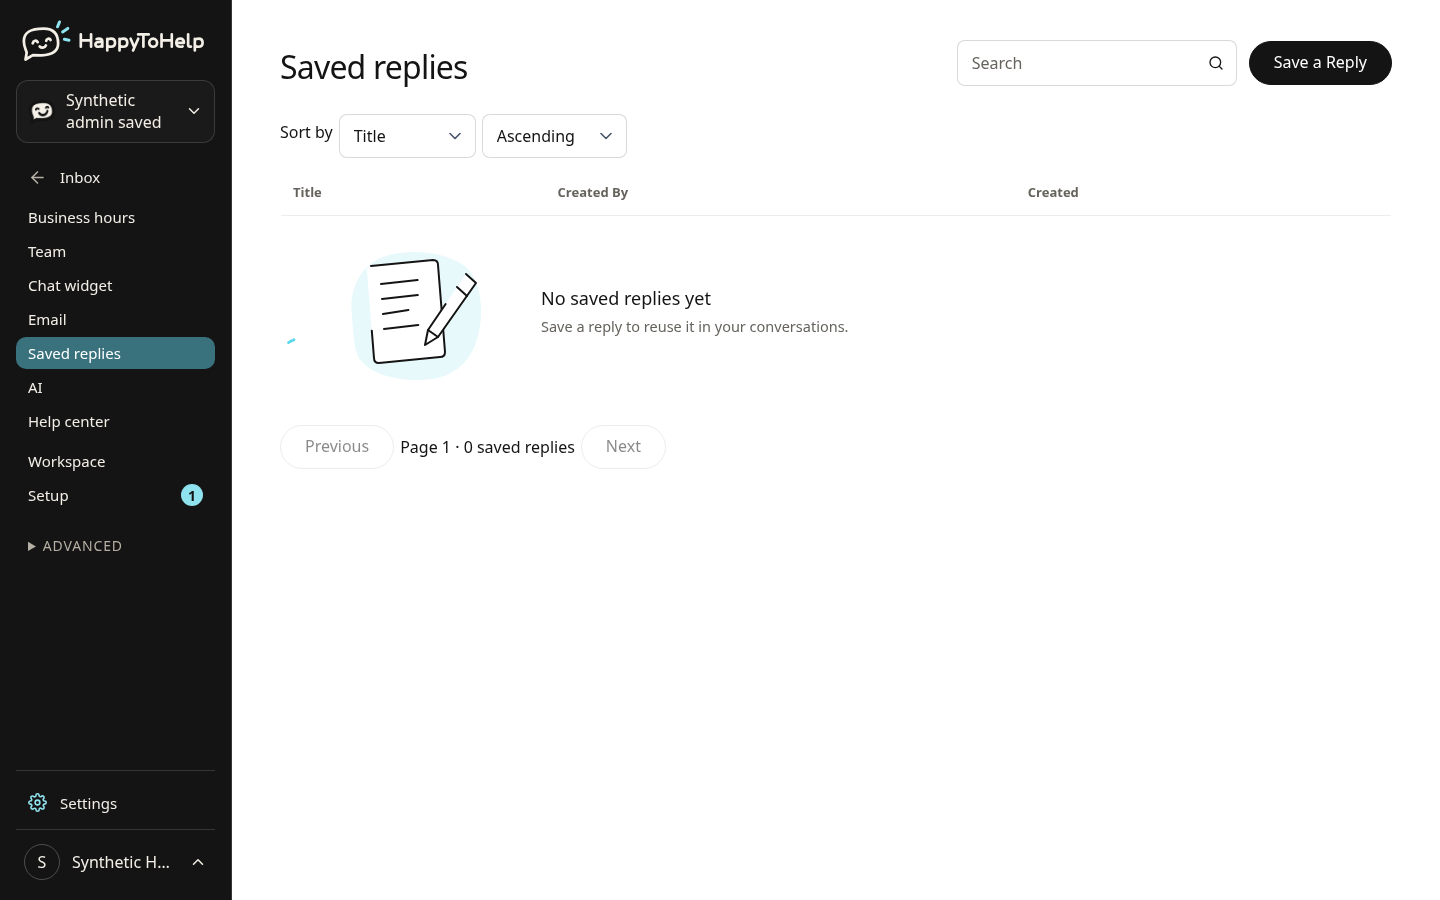 HappyToHelp
Synthetic
admin saved
Inbox
Business hours
Team
Chat widget
Email
Saved replies
AI
Help center
Workspace
Setup 1
ADVANCED
Settings
S Synthetic H...
Saved replies
Search
Save a Reply
Sort by Title Ascending
Title Created By Created
No saved replies yet
Save a reply to reuse it in your conversations.
Previous Page 1 · 0 saved replies Next